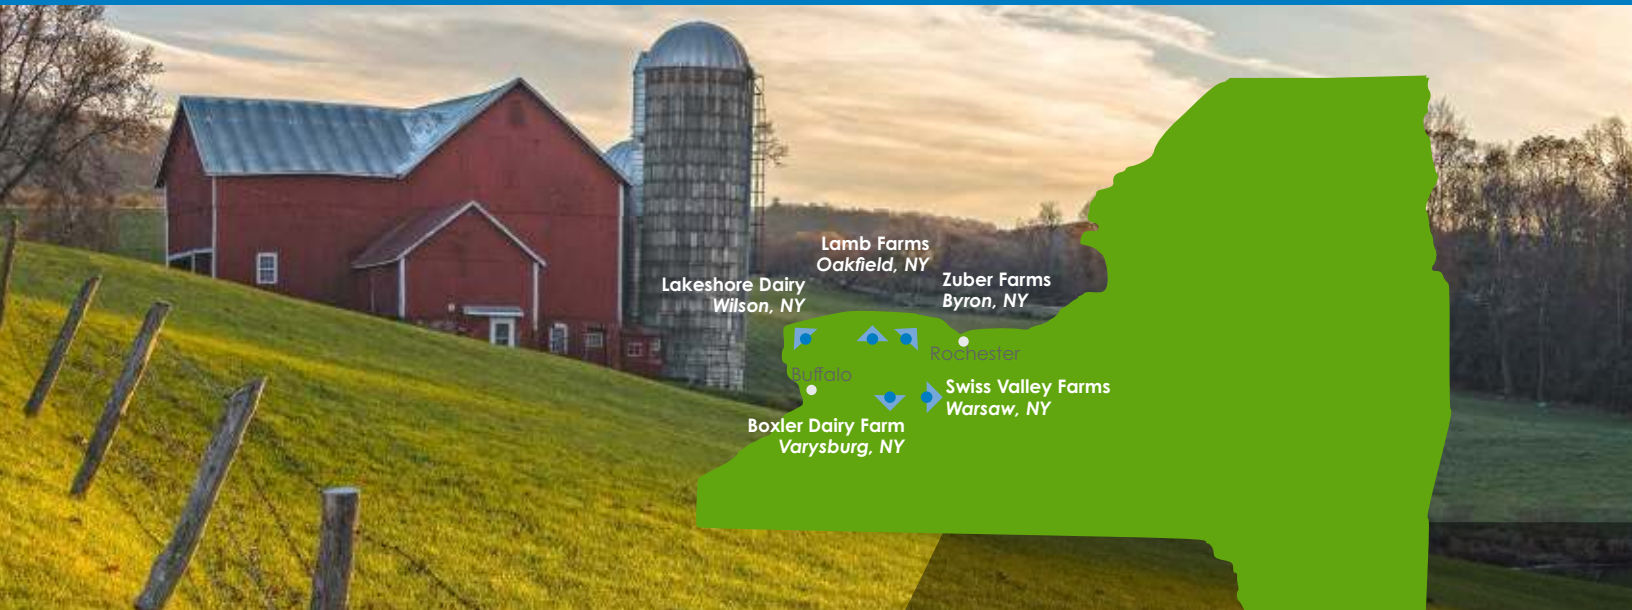 Lamb Farms
Oakfield, NY
Zuber Farms
Byron, NY
Lakeshore Dairy
Wilson, NY
Rochester
Buffalo
Swiss Valley Farms
Warsaw, NY
Boxler Dairy Farm
Varysburg, NY